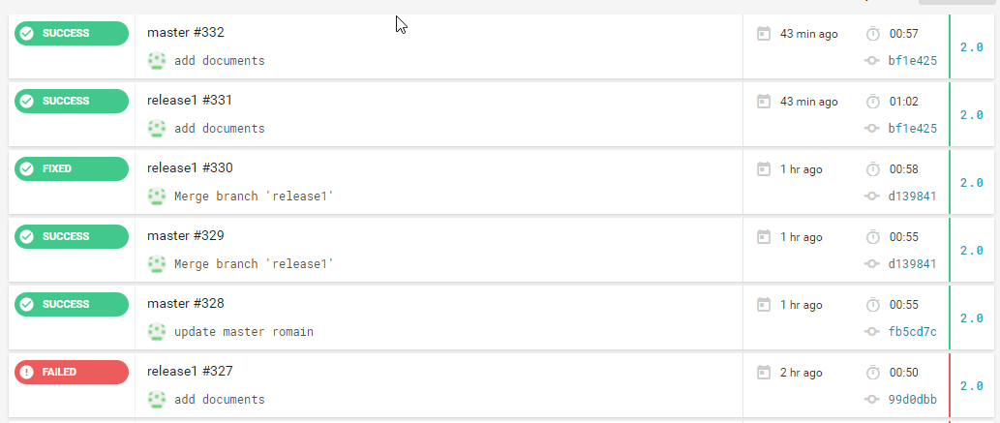 SUCCESS
master #332
43 min ago
00:57
add documents
bf1e425
2.0
SUCCESS
release1 #331
43 min ago
01:02
add documents
bf1e425
2.0
FIXED
release1 #330
1 hr ago
00:58
Merge branch 'release1'
d139841
2.0
SUCCESS
master #329
1 hr ago
00:55
Merge branch 'release1'
d139841
2.0
SUCCESS
master #328
1 hr ago
00:55
update master romain
fb5cd7c
2.0
FAILED
release1 #327
2 hr ago
00:50
add documents
99d0dbb
2.0